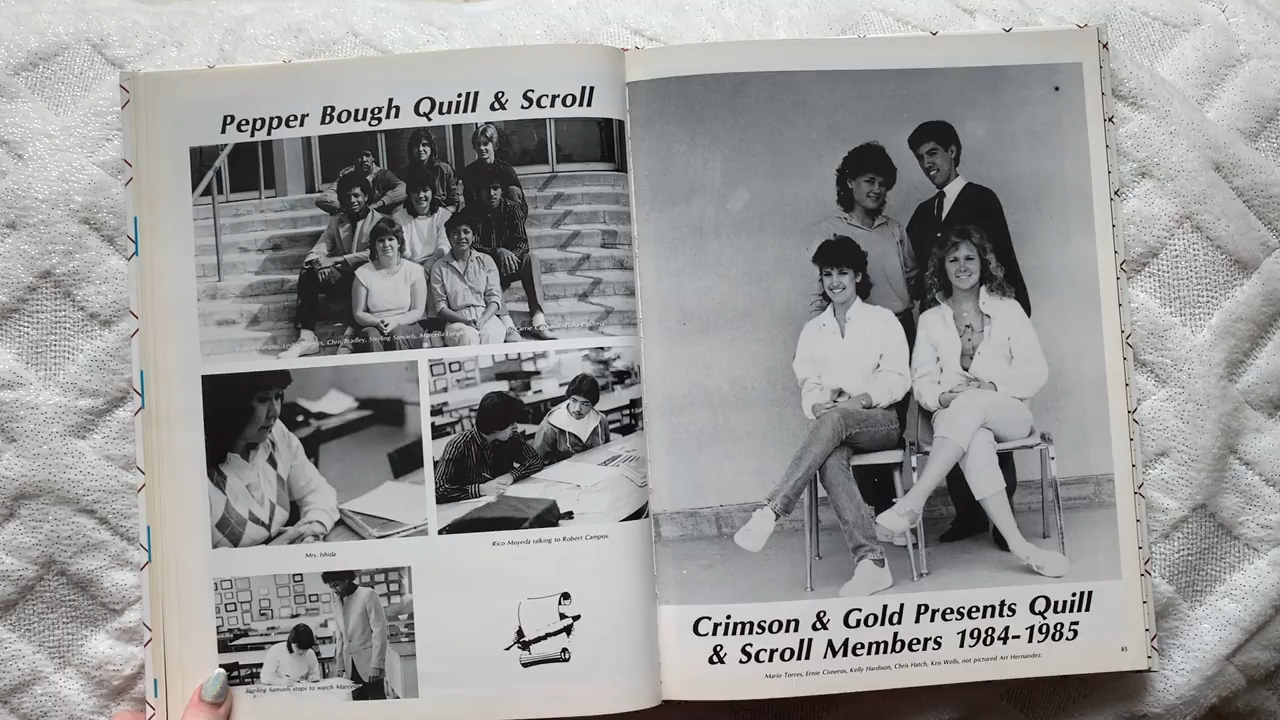 Pepper Bough Quill & Scroll
Chris Bradley, Sterling Samuels, Marcella
Mrs. Ishida
Rico Moyeda talking to Robert Campos.
Sterling Samuels stops to watch
Crimson & Gold Presents Quill
& Scroll Members 1984-1985
Mario Torres, Ernie Cisneros, Kelly Hardison, Chris Hatch, Kris Wells, not pictured Art Hernandez.
85